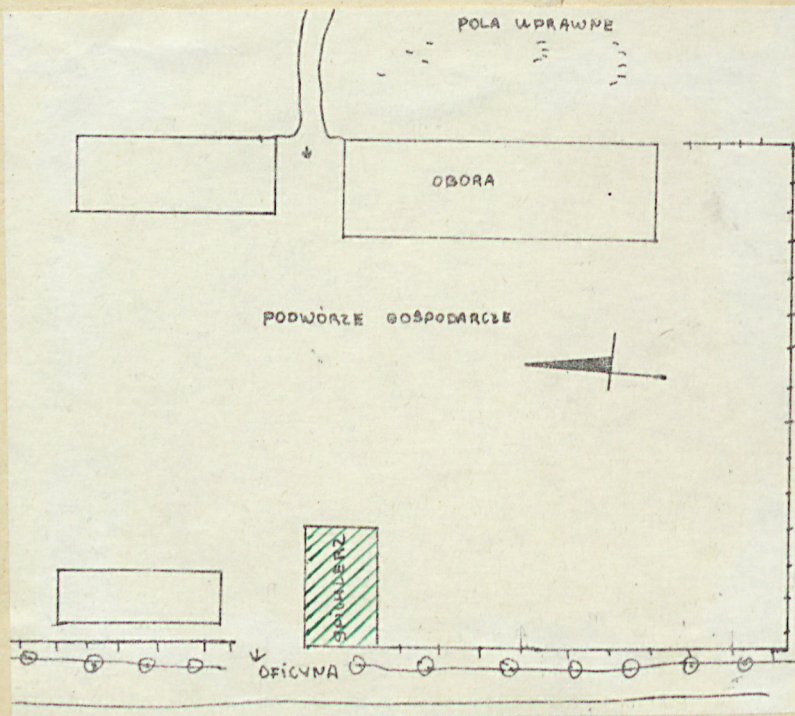 POLA UPRAWNE
OBORA
PODWÓRZE GOSPODARCZE
SPICHLERZ
OFICYNA